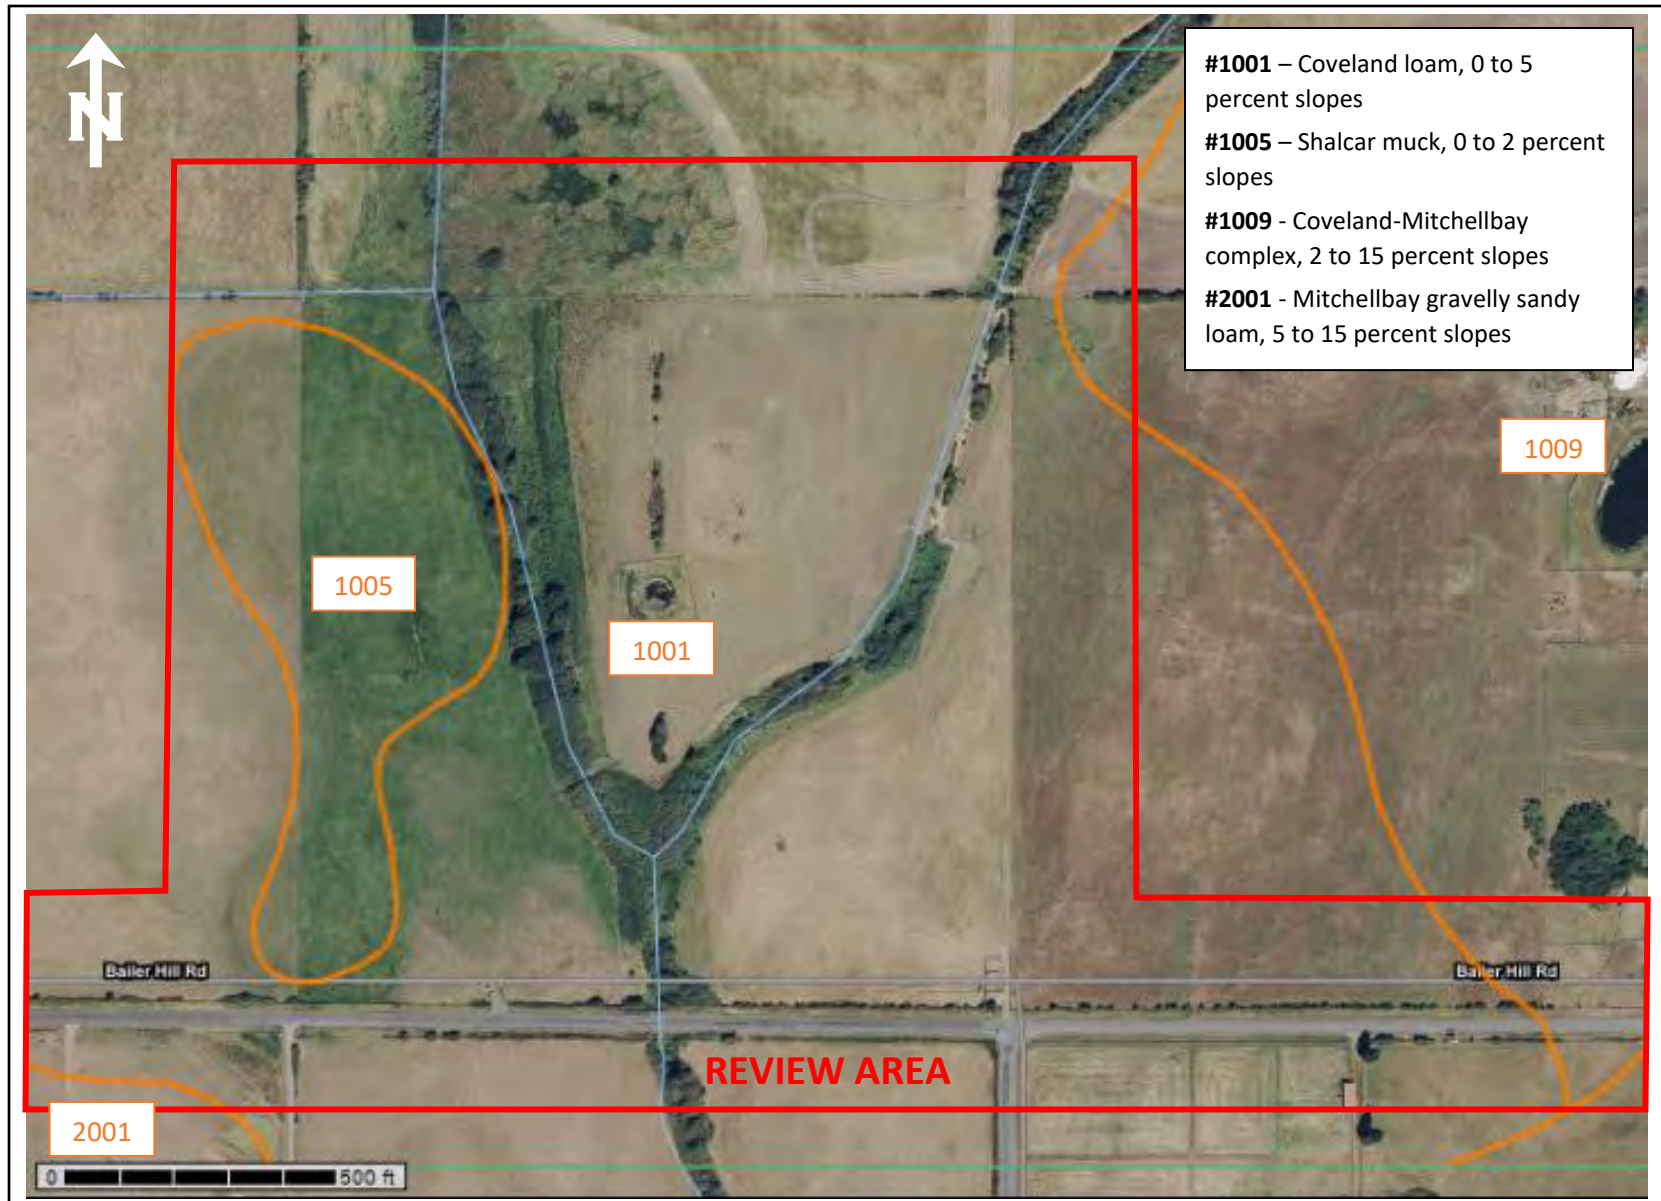 N
#1001 – Coveland loam, 0 to 5
percent slopes
#1005 – Shalcar muck, 0 to 2 percent
slopes
#1009 - Coveland-Mitchellbay
complex, 2 to 15 percent slopes
#2001 - Mitchellbay gravelly sandy
loam, 5 to 15 percent slopes
1009
1005
1001
Bailer Hill Rd
Bailer Hill Rd
REVIEW AREA
2001
0 500 ft